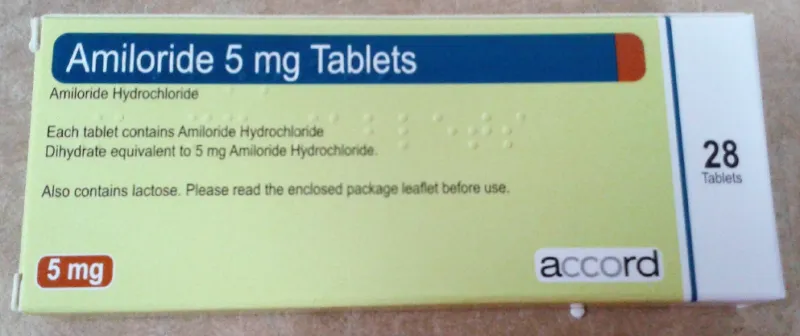 Amiloride 5 mg Tablets
Amiloride Hydrochloride
Each tablet contains Amiloride Hydrochloride
Dihydrate equivalent to 5 mg Amiloride Hydrochloride.
Also contains lactose. Please read the enclosed package leaflet before use.
5 mg
accord
28
Tablets